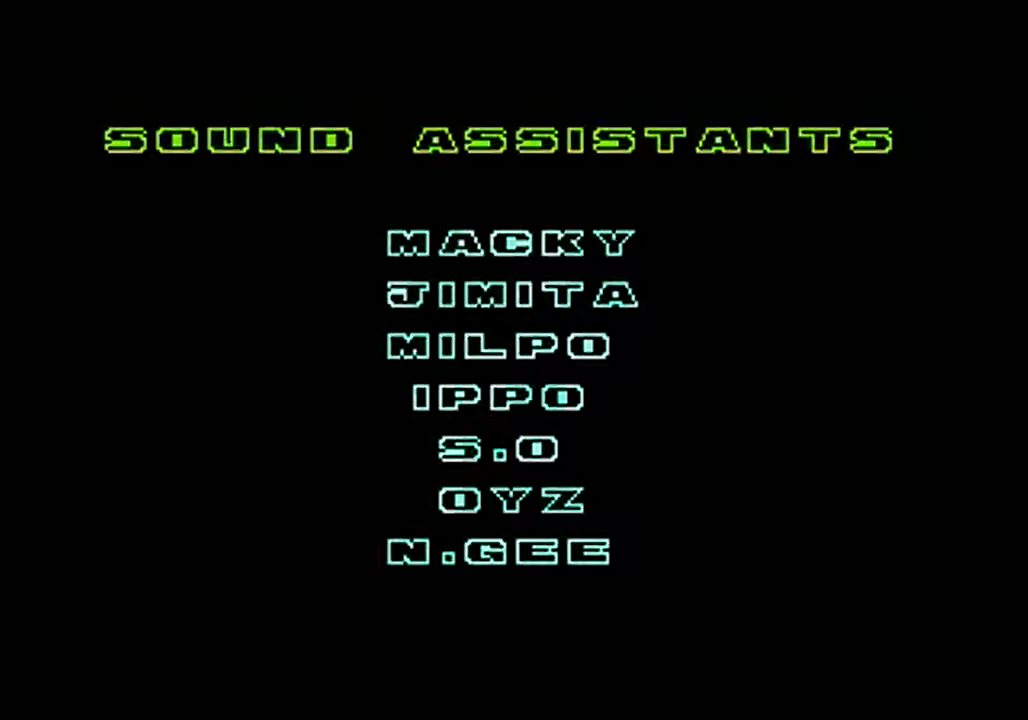 SOUND ASSISTANTS
MACKY
JIMITA
MILPO
IPPO
S.O
OYZ
N.GEE